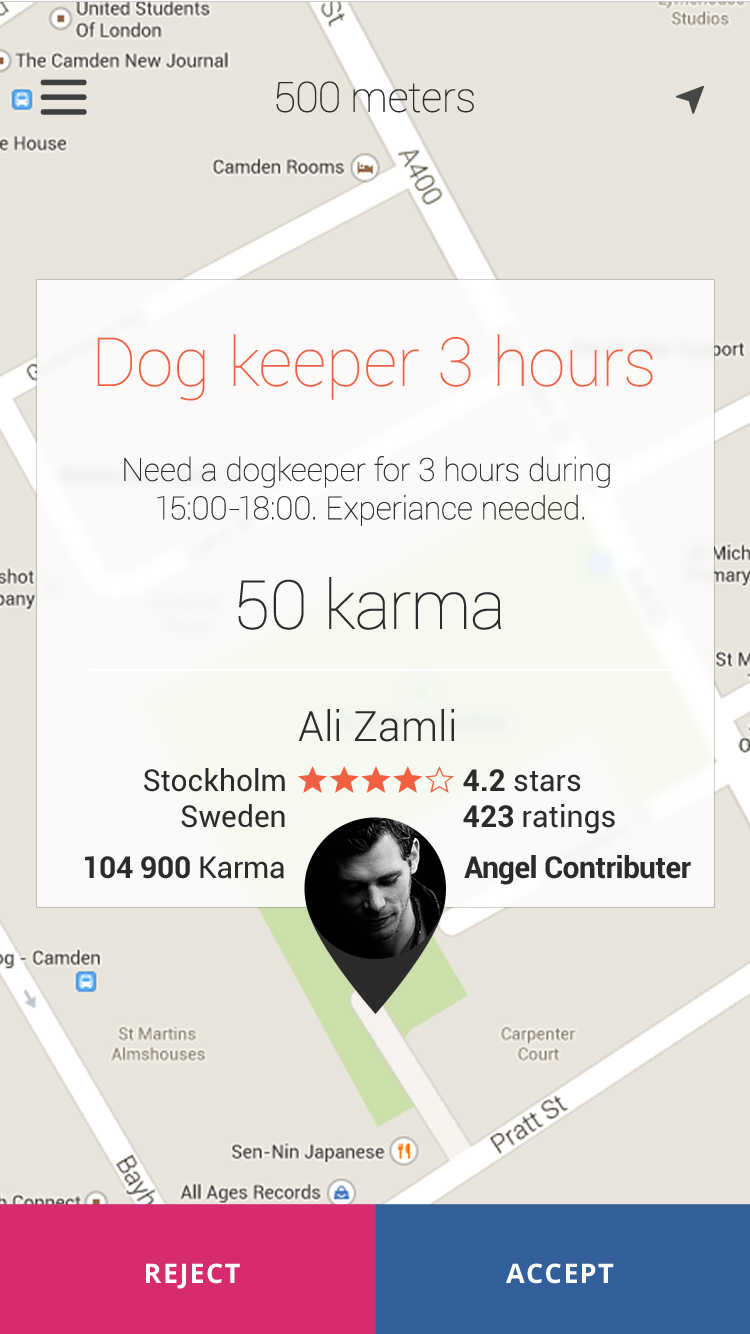 United Students
Of London
St
Studios
The Camden New Journal
500 meters
e House
Camden Rooms
A400
Dog keeper 3 hours
port
Need a dogkeeper for 3 hours during
15:00-18:00. Experiance needed.
Mich
mary
shot
pany
50 karma
St M
Ali Zamli
Stockholm
4.2 stars
Sweden
423 ratings
104 900 Karma
Angel Contributer
og - Camden
St Martins
Almshouses
Carpenter
Court
Pratt St
Sen-Nin Japanese
Bayh
All Ages Records
h Connect
REJECT
ACCEPT